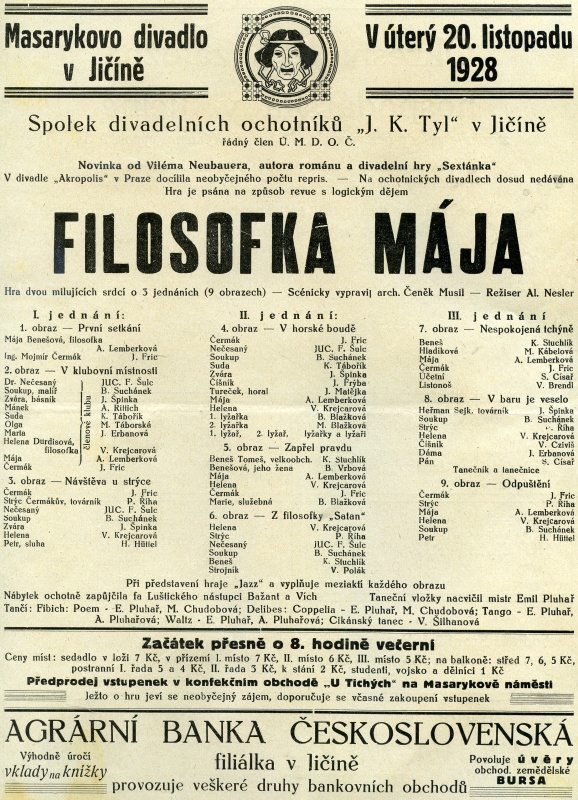 Masarykovo divadlo
v Jičíně
V úterý 20. listopadu
1928
Spolek divadelních ochotníků „J. K. Tyl“ v Jičíně
řádný člen Ú. M. D. O. Č.
Novinka od Viléma Neubauera, autora románu a divadelní hry „Sextánka“
V divadle „Akropolis“ v Praze docílila neobyčejného počtu repris. — Na ochotnických divadlech dosud nedávána
Hra je psána na způsob revue s logickým dějem
FILOSOFKA MÁJA
Hra dvou milujících srdcí o 3 jednáních (9 obrazech) — Scénicky vypravil arch. Čeněk Musil — Režiser Al. Nesler
I. jednání:
1. obraz — První setkání
Mája Benešová, filosofka
A. Lemberková
Ing. Mojmír Čermák J. Fric
2. obraz — V klubovní místnosti
Dr. Nečesaný JUC. F. Šulc
Soukup, malíř B. Suchánek
Zvára, básník J. Špinka
Mánek A. Rillich
Suda K. Tábořík
Olga M. Táborská
Maria J. Erbanová
členové klubu
Helena Durdisová,
filosofka V. Krejcarová
Mája A. Lemberková
Čermák J. Fric
3. obraz — Návštěva u strýce
Čermák J. Fric
Strýc Čermákův, továrník P. Říha
Nečesaný JUC. F. Šulc
Soukup B. Suchánek
Zvára J. Špinka
Helena V. Krejcarová
Petr, sluha H. Hüttel
II. jednání:
4. obraz — V horské boudě
Čermák J. Fric
Nečesaný JUC. F. Šulc
Soukup B. Suchánek
Suda K. Tábořík
Zvára J. Špinka
Číšník J. Frýba
Tureček, horal J. Matějka
Mája A. Lemberková
Helena V. Krejcarová
1. lyžařka B. Blažková
2. lyžařka M. Blažková
1. lyžař, 2. lyžař, lyžařky a lyžaři
5. obraz — Zapřel pravdu
Beneš Tomeš, velkoobch. K. Stuchlík
Benešová, jeho žena B. Vrbová
Mája A. Lemberková
Helena V. Krejcarová
Čermák J. Fric
Marie, služebná B. Blažková
6. obraz — Z filosofky „Satan“
Helena V. Krejcarová
Strýc P. Říha
Nečesaný JUC. F. Šulc
Soukup B. Suchánek
Beneš K. Stuchlík
Strojník V. Polák
III. jednání
7. obraz — Nespokojená tchýně
Beneš K. Stuchlík
Hladíková M. Kábelová
Mája A. Lemberková
Čermák J. Fric
Účetní S. Císař
Listonoš V. Brendl
8. obraz — V baru je veselo
Heřman Sejk, továrník J. Špinka
Soukup B. Suchánek
Strýc P. Říha
Helena V. Krejcarová
Číšník V. Cziviš
Dáma J. Erbanová
Pán S. Císař
Tanečník a tanečnice
9. obraz — Odpuštění
Čermák J. Fric
Strýc P. Říha
Mája A. Lemberková
Helena V. Krejcarová
Soukup B. Suchánek
Petr H. Hüttel
Při představení hraje „Jazz“ a vyplňuje meziakti každého obrazu
Nábytek ochotně zapůjčila fa Lughického nástupci Bažant a Vích Taneční vložky nacvičil mistr Emil Pluhař
Tančí: Fibich: Poem - E. Pluhař, M. Chudobová; Delibes: Coppelia - E. Pluhař, M. Chudobová; Tango - E. Pluhař,
A. Pluhařová; Waltz - E. Pluhař, A. Pluhařová; Cikánský tanec - V. Šilhanová
Začátek přesně o 8. hodině večerní
Ceny míst: sedadlo v loži 7 Kč, v přízemí I. místo 7 Kč, II. místo 6 Kč, III. místo 5 Kč; na balkoně: střed 7, 6, 5 Kč,
postranní I. řada 5 a 4 Kč, II. řada 3 Kč, k stání 2 Kč, studenti, vojsko a dělníci 1 Kč
Předprodej vstupenek v konfekčním obchodě „U Tichých“ na Masarykově náměstí
Ježto o hru jeví se neobyčejný zájem, doporučuje se včasné zakoupení vstupenek
AGRÁRNÍ BANKA ČESKOSLOVENSKÁ
Výhodně úročí
vklady na knížky
filiálka v Jičíně
provozuje veškeré druhy bankovních obchodů
Povoluje úvěry
obchod. zemědělské
BURSA